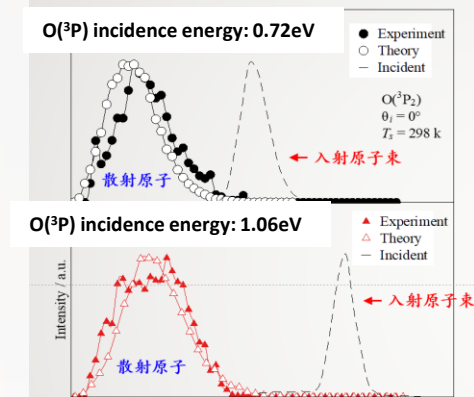 O(³P) incidence energy: 0.72eV
Experiment
Theory
Incident
O(³P₂)
θᵢ = 0°
Tₛ = 298 k
入射原子束
散射原子
O(³P) incidence energy: 1.06eV
Experiment
Theory
Incident
Intensity / a.u.
入射原子束
散射原子